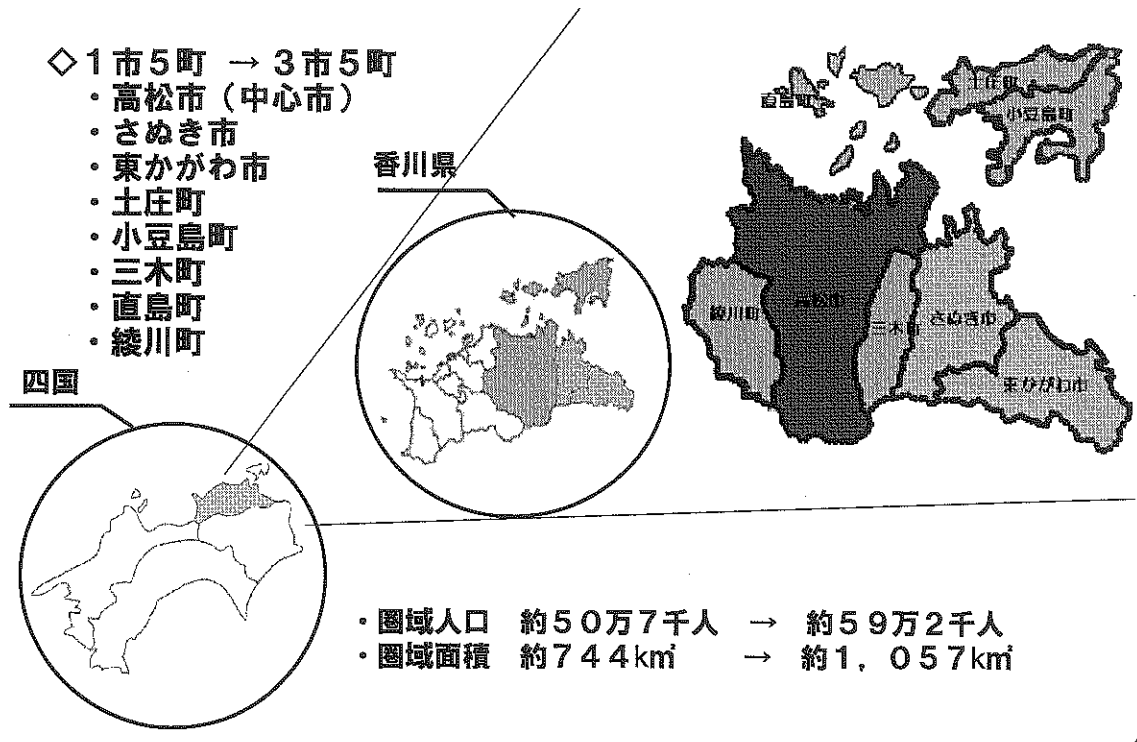 ◇１市５町 → ３市５町
・高松市（中心市）
・さぬき市
・東かがわ市
・土庄町
・小豆島町
・三木町
・直島町
・綾川町
香川県
四国
直島町
土庄町
小豆島町
綾川町
高松市
三木町
さぬき市
東かがわ市
・圏域人口 約５０万７千人 → 約５９万２千人
・圏域面積 約７４４㎢ → 約１，０５７㎢